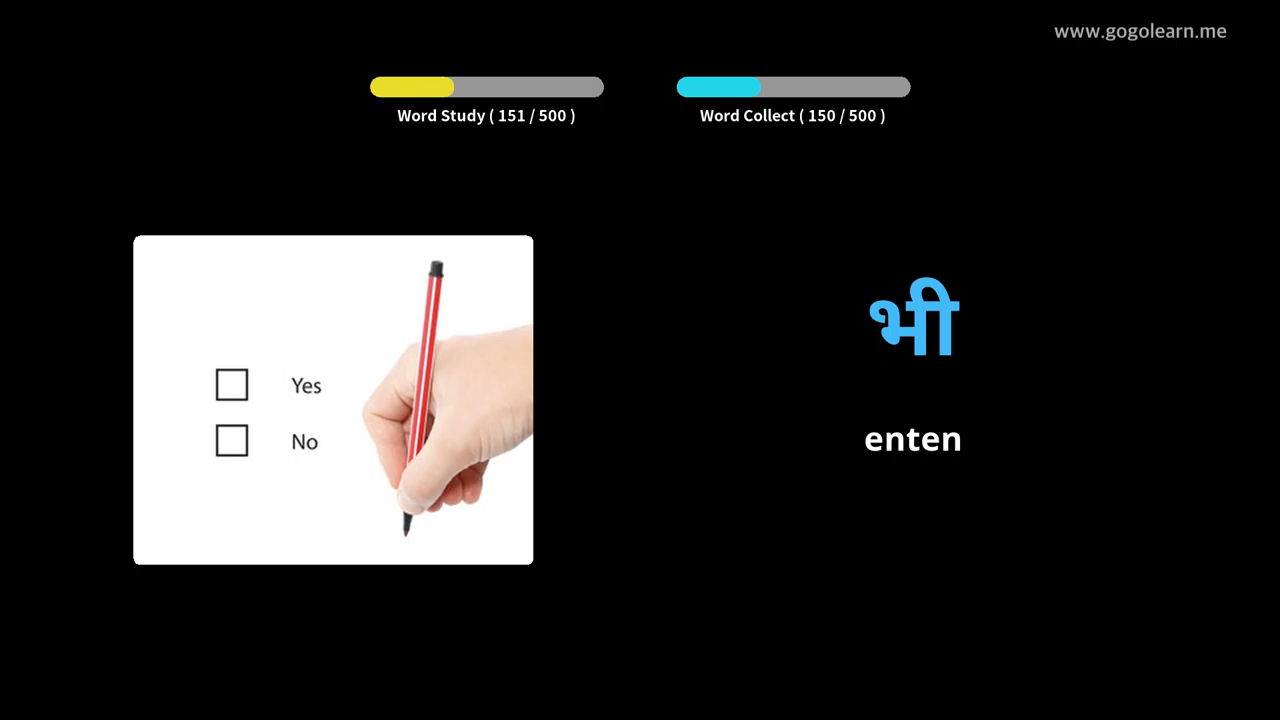 www.gogolearn.me
Word Study ( 151 / 500 )
Word Collect ( 150 / 500 )
Yes
No
भी
enten